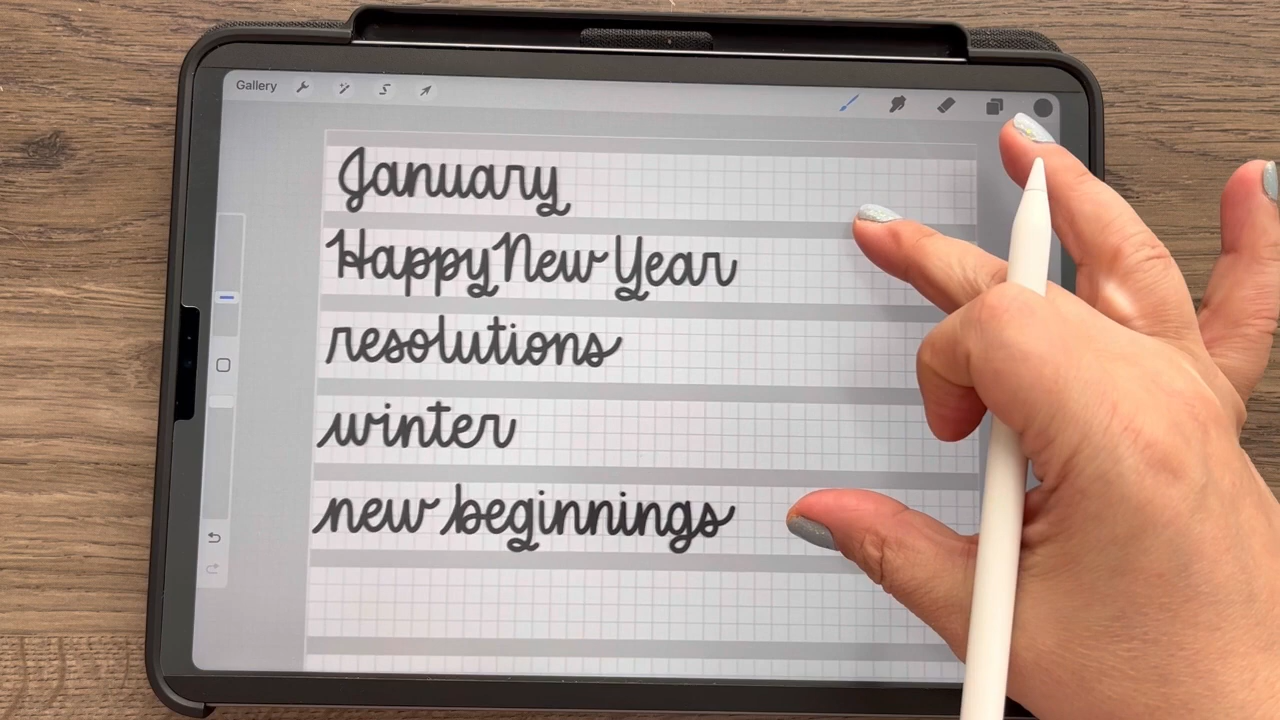 Gallery
January
Happy New Year
resolutions
winter
new beginnings